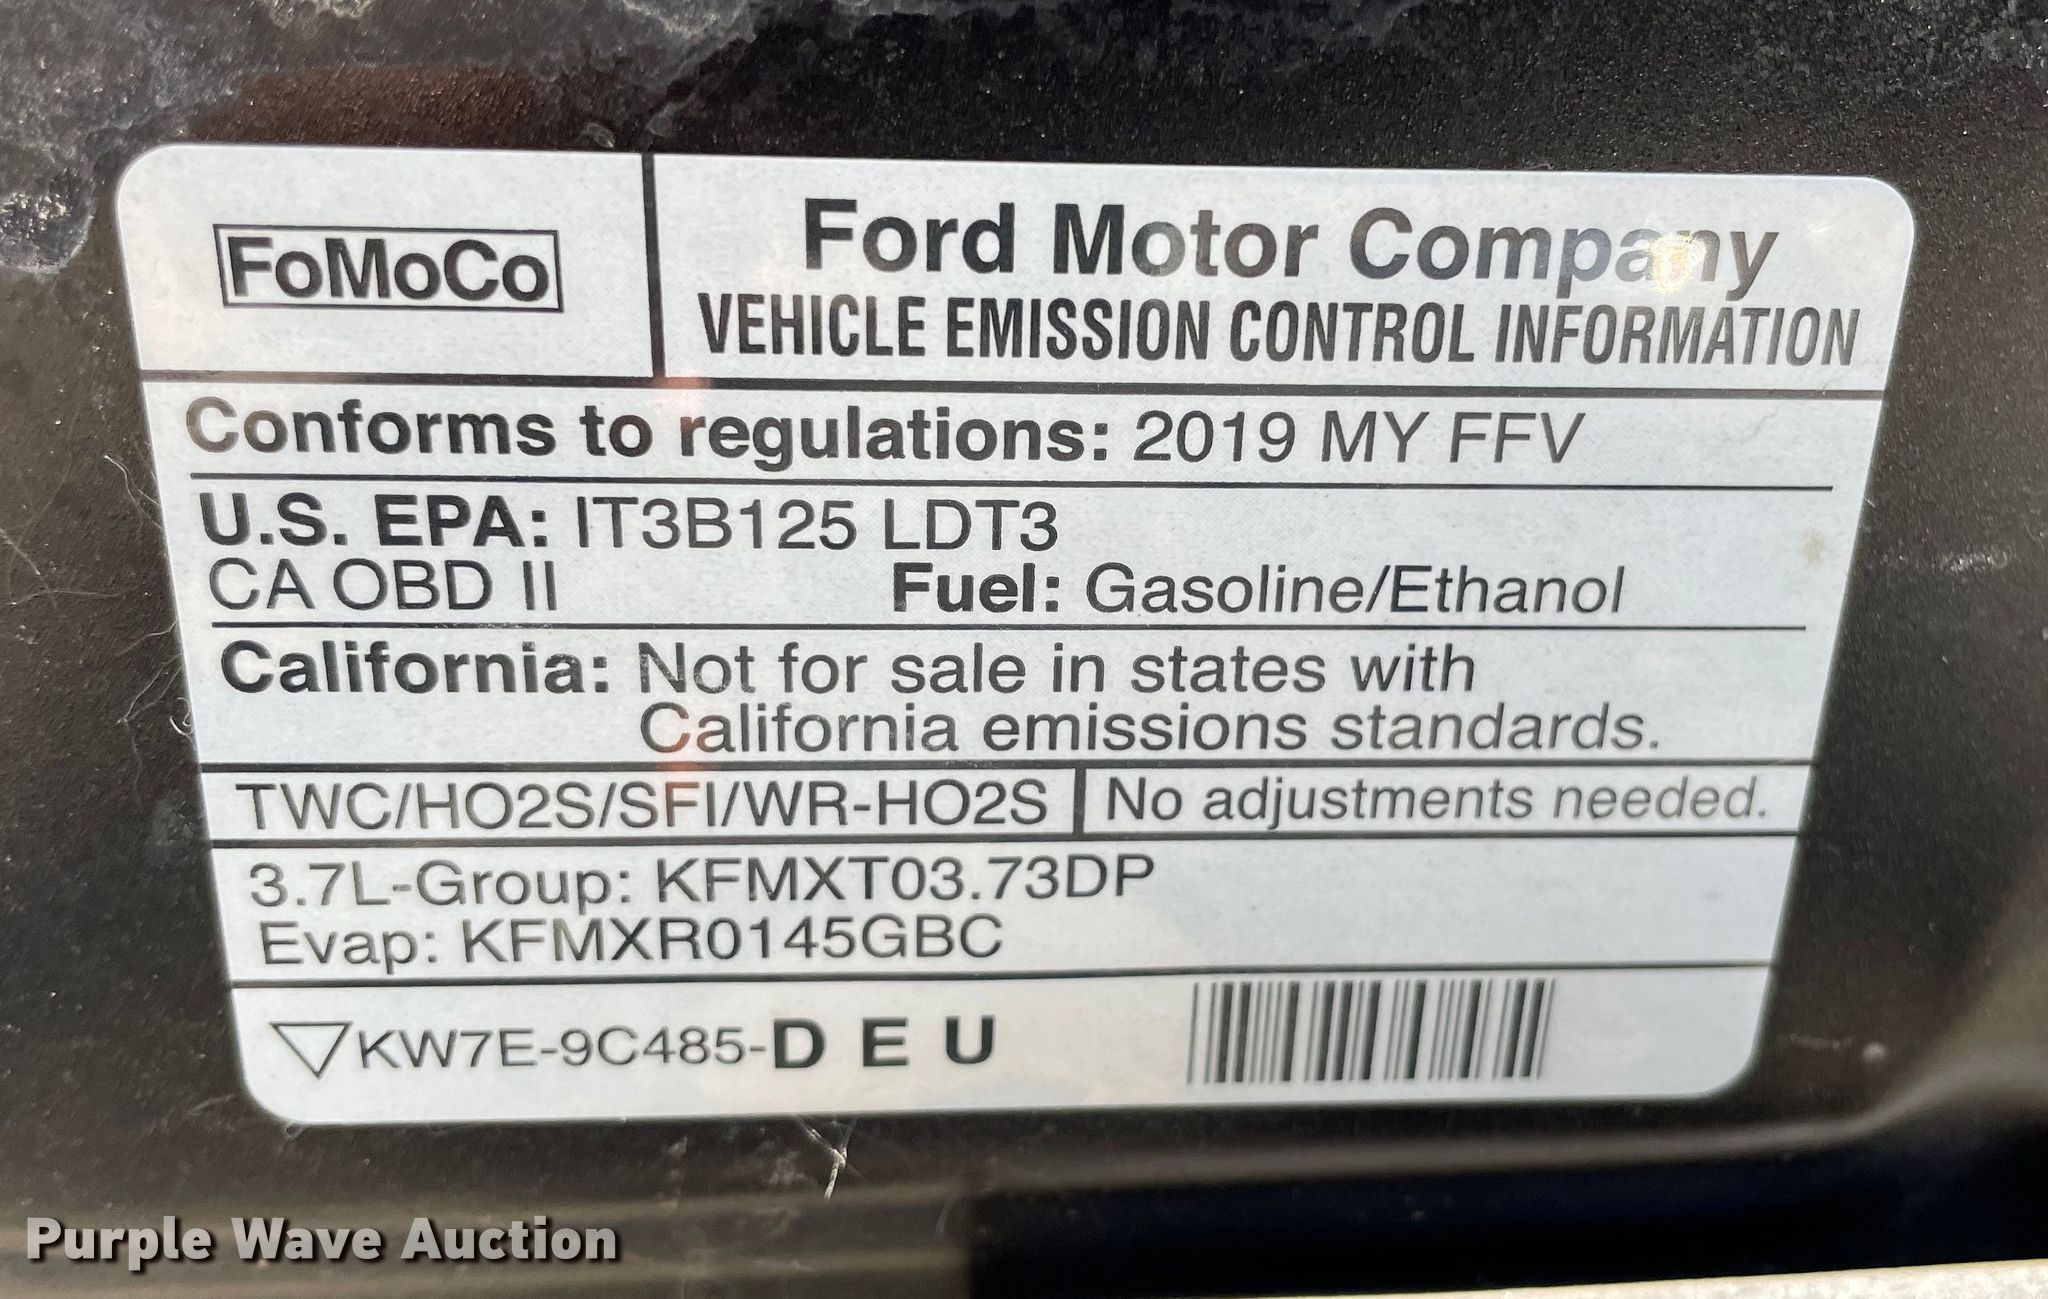 FoMoCo
Ford Motor Company
VEHICLE EMISSION CONTROL INFORMATION
Conforms to regulations: 2019 MY FFV
U.S. EPA: IT3B125 LDT3
CA OBD II Fuel: Gasoline/Ethanol
California: Not for sale in states with
California emissions standards.
TWC/HO2S/SFI/WR-HO2S No adjustments needed.
3.7L-Group: KFMXT03.73DP
Evap: KFMXR0145GBC
KW7E-9C485-D E U
Purple Wave Auction